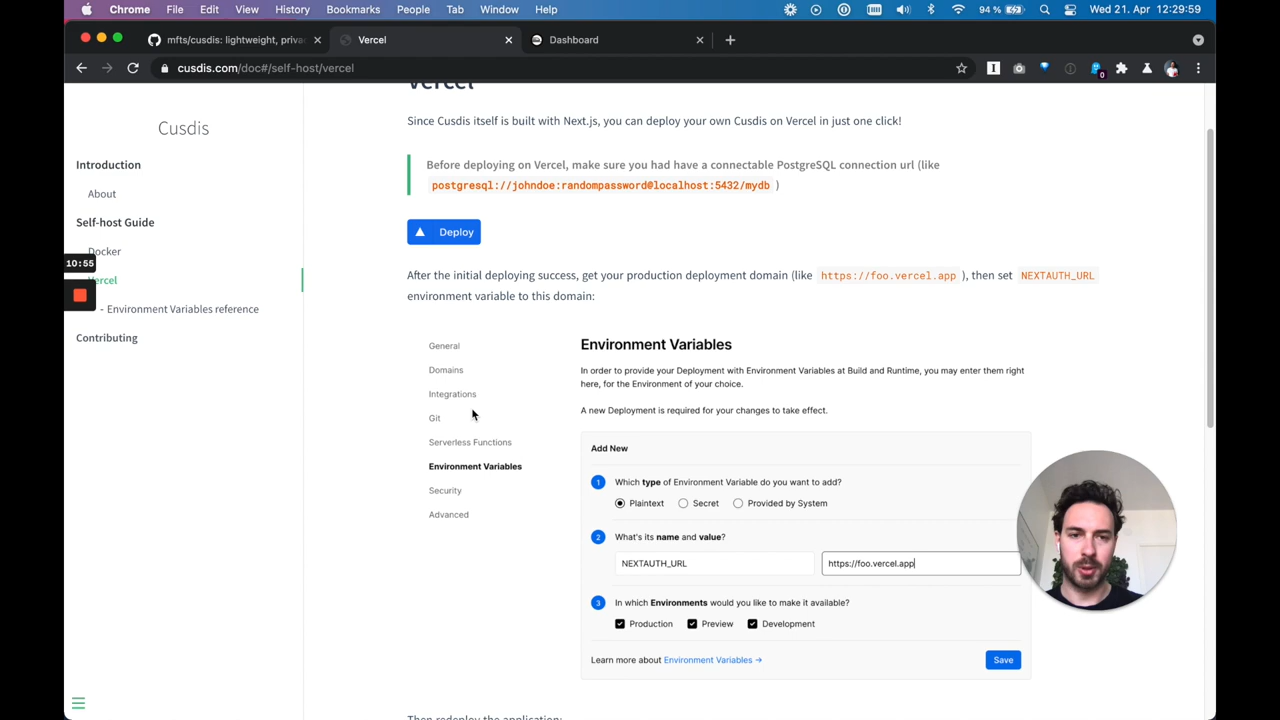 Chrome File Edit View History Bookmarks People Tab Window Help 94 % Wed 21. Apr 12:29:59
mfts/cusdis: lightweight, priva Vercel Dashboard
cusdis.com/doc#/self-host/vercel
0
Vercel
Cusdis
Since Cusdis itself is built with Next.js, you can deploy your own Cusdis on Vercel in just one click!
Introduction
Before deploying on Vercel, make sure you had have a connectable PostgreSQL connection url (like
postgresql://johndoe:randompassword@localhost:5432/mydb )
About
Self-host Guide
Deploy
Docker
10:55
ercel
After the initial deploying success, get your production deployment domain (like https://foo.vercel.app ), then set NEXTAUTH_URL
environment variable to this domain:
- Environment Variables reference
Contributing
General
Domains
Integrations
Git
Serverless Functions
Environment Variables
Security
Advanced
Environment Variables
In order to provide your Deployment with Environment Variables at Build and Runtime, you may enter them right
here, for the Environment of your choice.
A new Deployment is required for your changes to take effect.
Add New
1 Which type of Environment Variable do you want to add?
Plaintext Secret Provided by System
2 What's its name and value?
NEXTAUTH_URL https://foo.vercel.app
3 In which Environments would you like to make it available?
Production Preview Development
Learn more about Environment Variables → Save
Then redeploy the application: